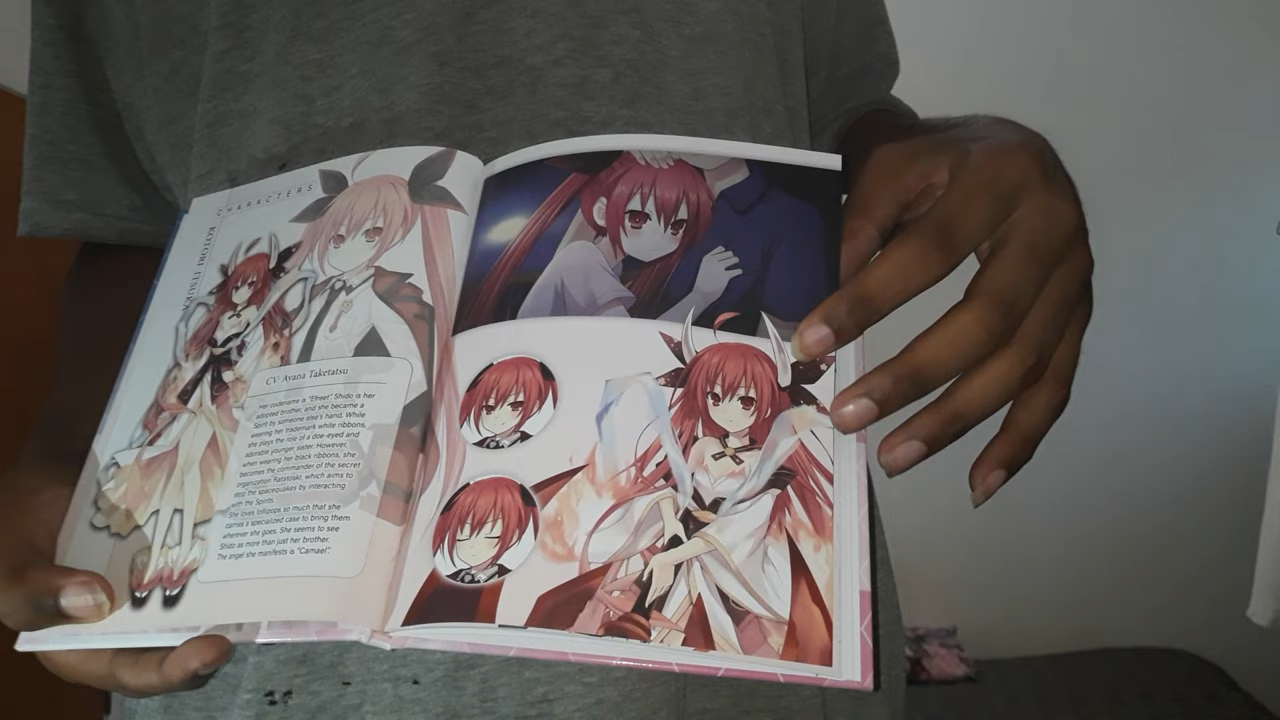 CHARACTERS
KOTORI ITSUKA
CV: Ayana Taketatsu
Her codename is "Efreet". Shido is her
adopted brother, and she became a
Spirit by someone else's hand. While
wearing her trademark white ribbons,
she plays the role of a doe-eyed and
adorable younger sister. However,
when wearing her black ribbons, she
becomes the commander of the secret
organization Ratatoskr, which aims to
stop the spacequakes by interacting
with the Spirits.
She loves lollipops so much that she
carries a specialized case to bring them
wherever she goes. She seems to see
Shido as more than just her brother.
The angel she manifests is "Camael".